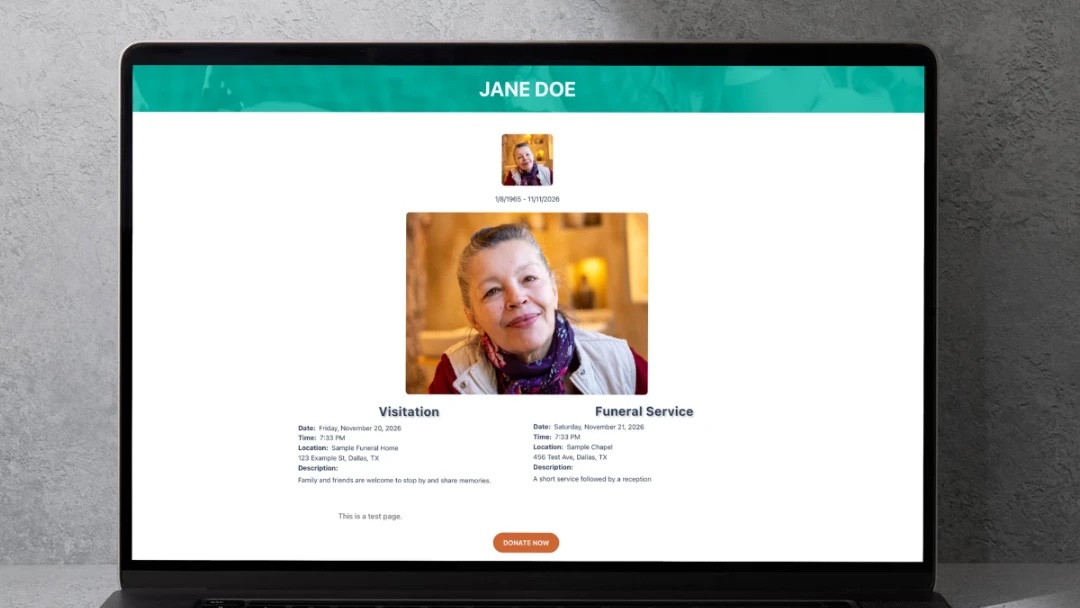 JANE DOE
1/8/1965 - 11/11/2026
Visitation
Date: Friday, November 20, 2026
Time: 7:33 PM
Location: Sample Funeral Home
123 Example St, Dallas, TX
Description:
Family and friends are welcome to stop by and share memories.
Funeral Service
Date: Saturday, November 21, 2026
Time: 7:33 PM
Location: Sample Chapel
456 Test Ave, Dallas, TX
Description:
A short service followed by a reception
This is a test page.
DONATE NOW